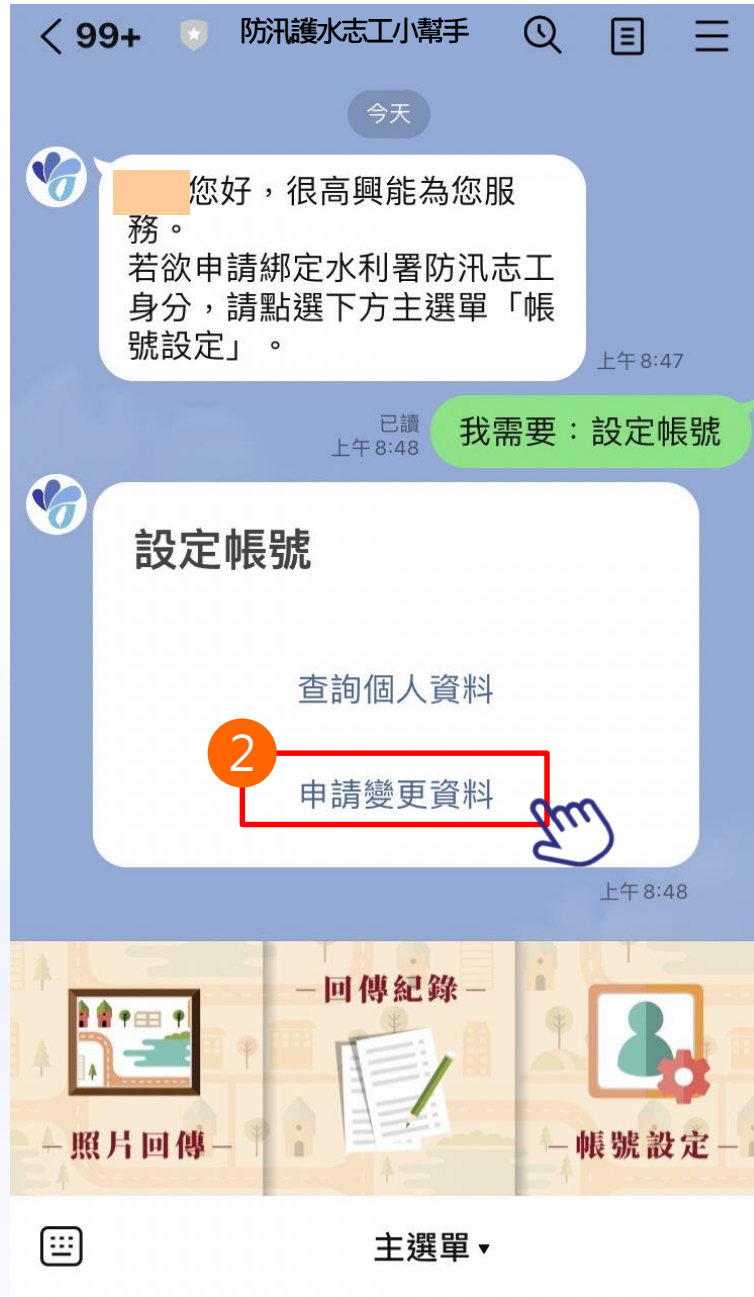 99+ 防汛護水志工小幫手
今天
您好，很高興能為您服
務。
若欲申請綁定水利署防汛志工
身分，請點選下方主選單「帳
號設定」。
上午 8:47
已讀
上午 8:48
我需要：設定帳號
設定帳號
查詢個人資料
2
申請變更資料
上午 8:48
－照片回傳－
－回傳紀錄－
－帳號設定－
主選單▼